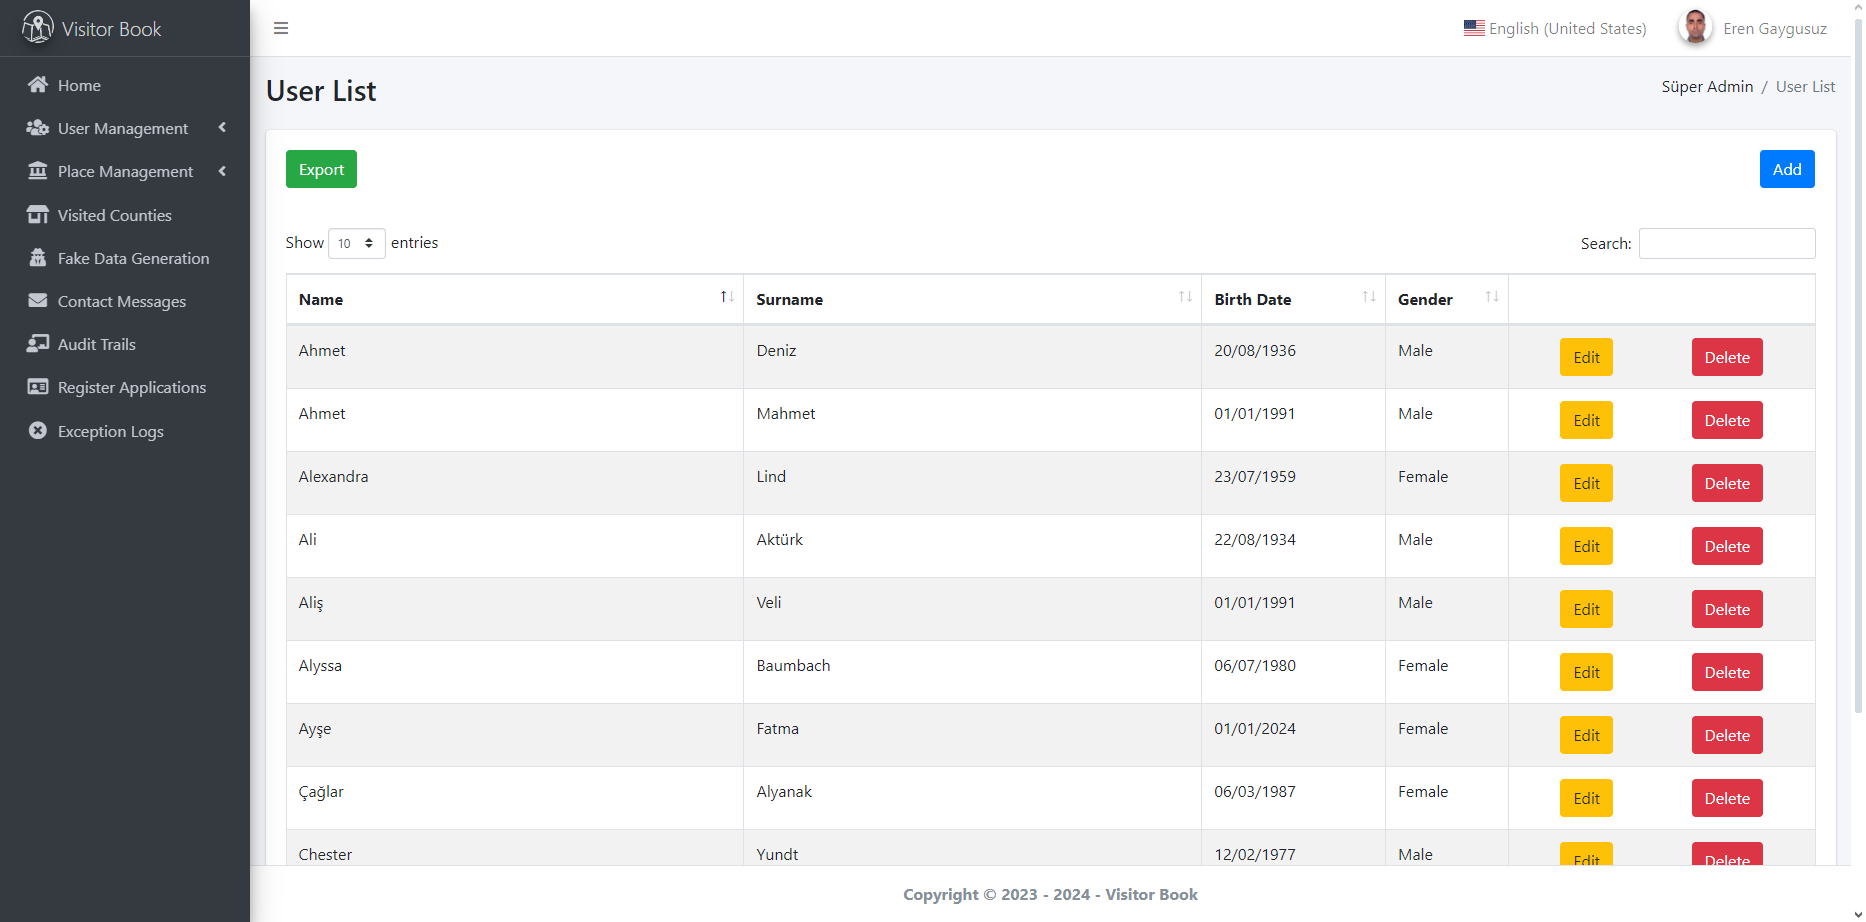 Visitor Book
English (United States)
Eren Gaygusuz
Home
User Management
Place Management
Visited Counties
Fake Data Generation
Contact Messages
Audit Trails
Register Applications
Exception Logs
User List
Süper Admin / User List
Export
Add
Show 10 entries
Search:
Name Surname Birth Date Gender
Ahmet Deniz 20/08/1936 Male Edit Delete
Ahmet Mahmet 01/01/1991 Male Edit Delete
Alexandra Lind 23/07/1959 Female Edit Delete
Ali Aktürk 22/08/1934 Male Edit Delete
Aliş Veli 01/01/1991 Male Edit Delete
Alyssa Baumbach 06/07/1980 Female Edit Delete
Ayşe Fatma 01/01/2024 Female Edit Delete
Çağlar Alyanak 06/03/1987 Female Edit Delete
Chester Yundt 12/02/1977 Male Edit Delete
Copyright © 2023 - 2024 - Visitor Book